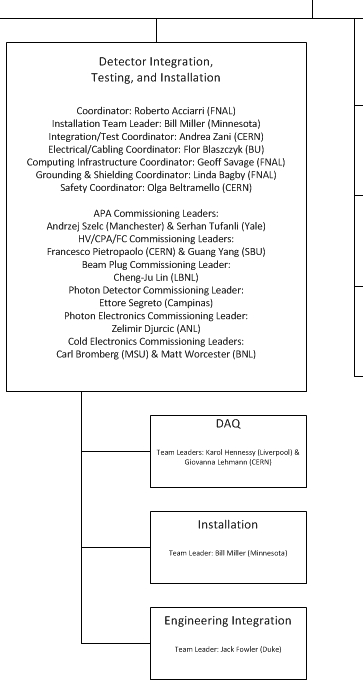 Detector Integration,
Testing, and Installation
Coordinator: Roberto Acciarri (FNAL)
Installation Team Leader: Bill Miller (Minnesota)
Integration/Test Coordinator: Andrea Zani (CERN)
Electrical/Cabling Coordinator: Flor Blaszczyk (BU)
Computing Infrastructure Coordinator: Geoff Savage (FNAL)
Grounding & Shielding Coordinator: Linda Bagby (FNAL)
Safety Coordinator: Olga Beltramello (CERN)
APA Commissioning Leaders:
Andrzej Szelc (Manchester) & Serhan Tufanli (Yale)
HV/CPA/FC Commissioning Leaders:
Francesco Pietropaolo (CERN) & Guang Yang (SBU)
Beam Plug Commissioning Leader:
Cheng-Ju Lin (LBNL)
Photon Detector Commissioning Leader:
Ettore Segreto (Campinas)
Photon Electronics Commissioning Leader:
Zelimir Djurcic (ANL)
Cold Electronics Commissioning Leaders:
Carl Bromberg (MSU) & Matt Worcester (BNL)
DAQ
Team Leaders: Karol Hennessy (Liverpool) &
Giovanna Lehmann (CERN)
Installation
Team Leader: Bill Miller (Minnesota)
Engineering Integration
Team Leader: Jack Fowler (Duke)